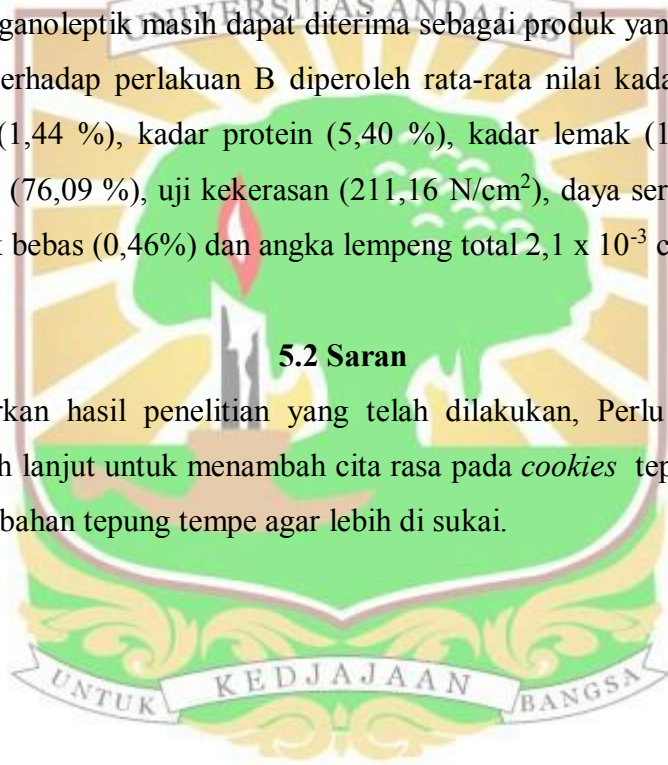 UNIVERSITAS ANDALAS
ganoleptik masih dapat diterima sebagai produk yan
erhadap perlakuan B diperoleh rata-rata nilai kada
(1,44 %), kadar protein (5,40 %), kadar lemak (1
(76,09 %), uji kekerasan (211,16 N/cm²), daya ser
k bebas (0,46%) dan angka lempeng total 2,1 x 10⁻³ c
5.2 Saran
rkan hasil penelitian yang telah dilakukan, Perlu
h lanjut untuk menambah cita rasa pada cookies tep
bahan tepung tempe agar lebih di sukai.
UNTUK KEDJAJAAN BANGSA